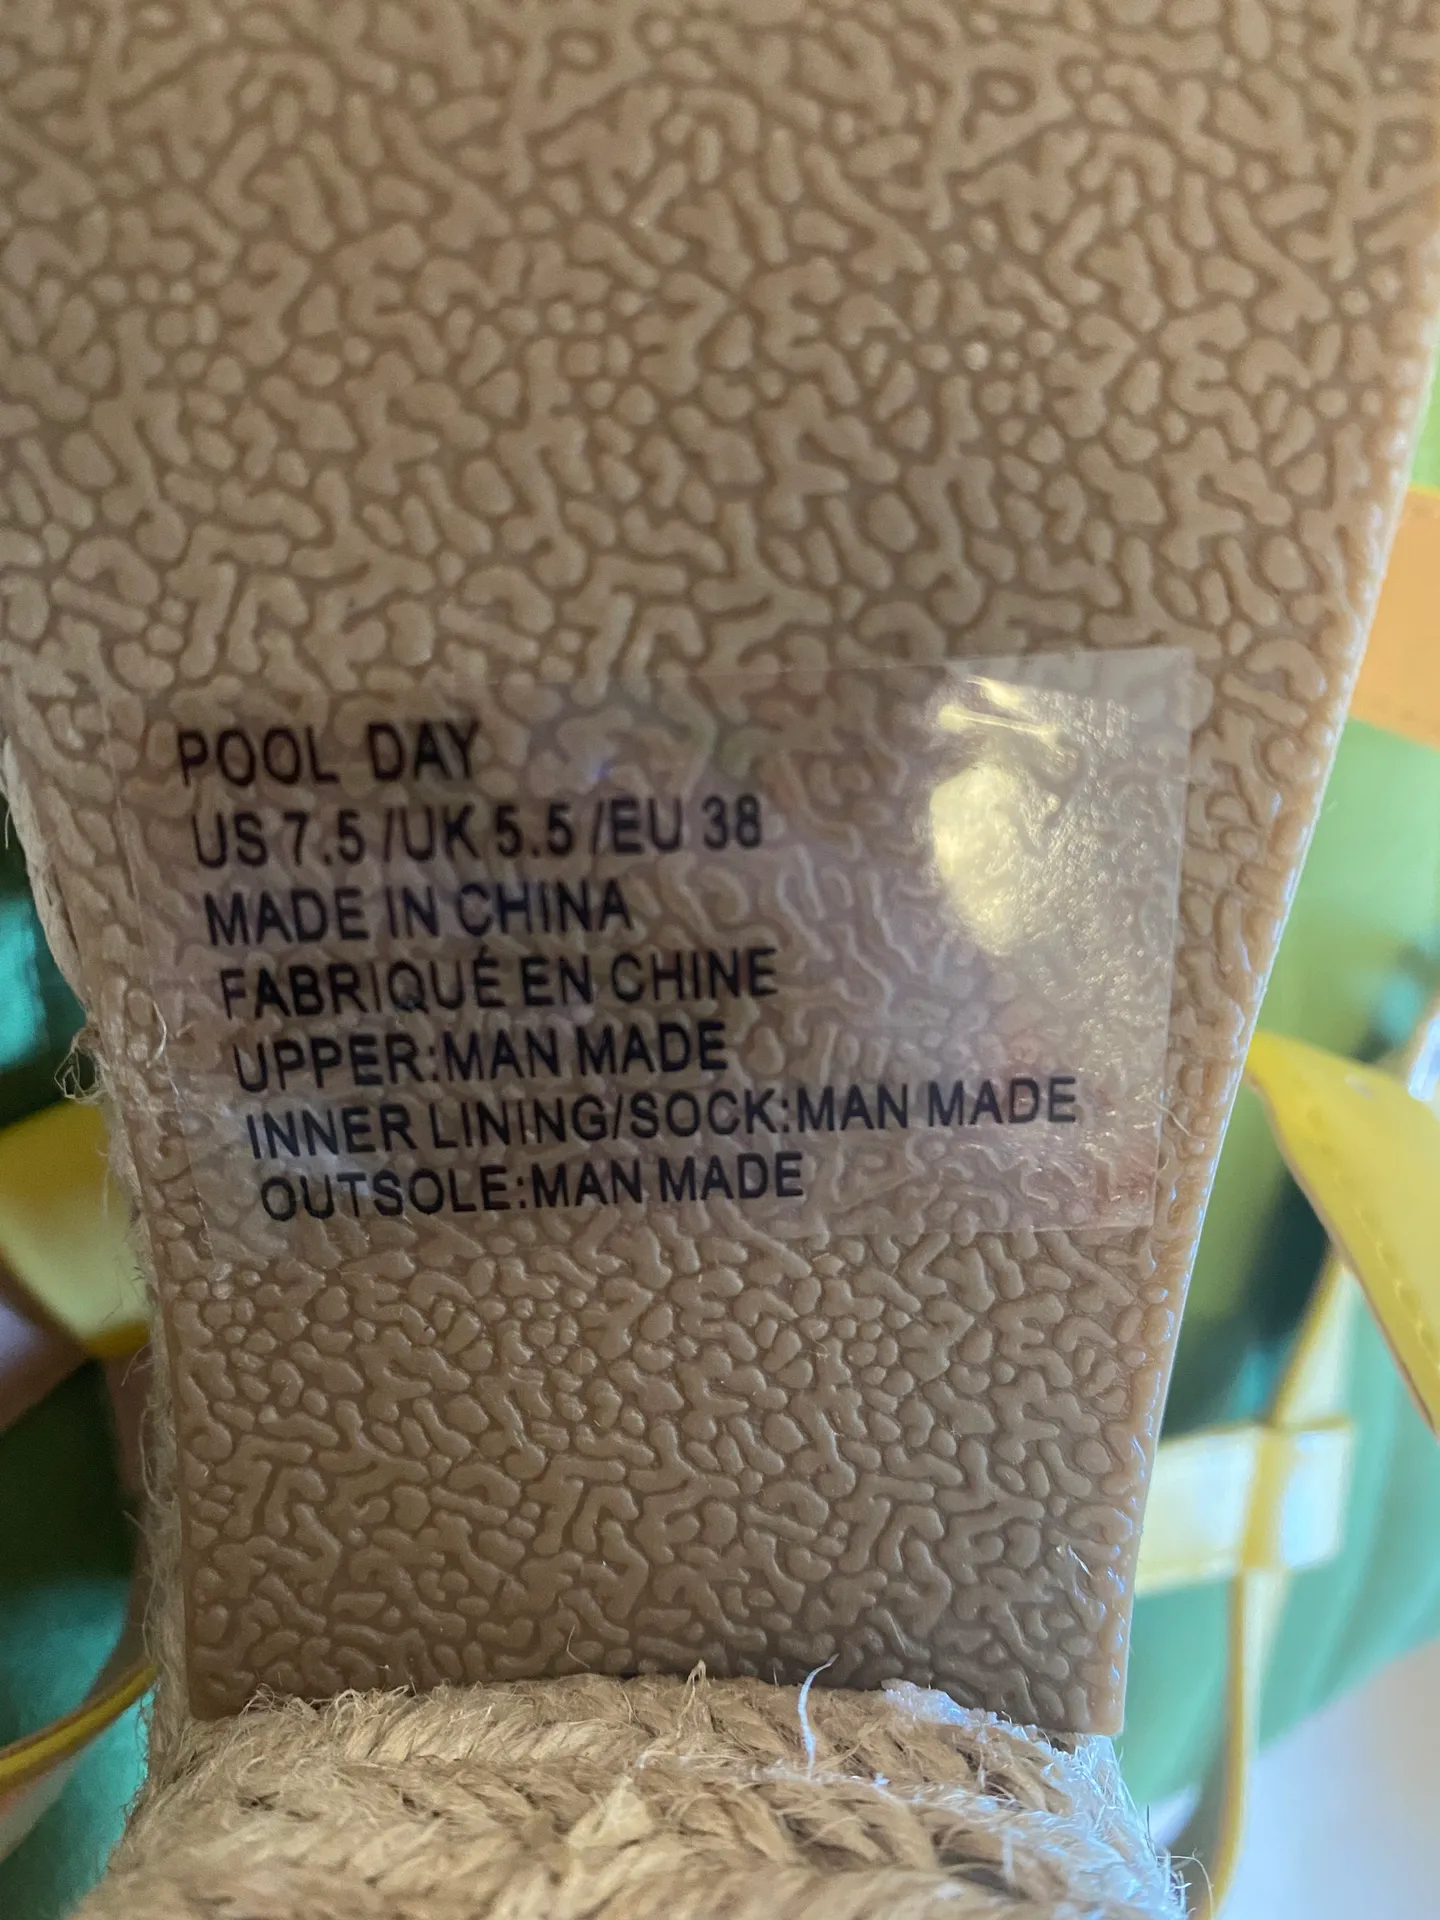 POOL DAY
US 7.5 /UK 5.5 /EU 38
MADE IN CHINA
FABRIQUÉ EN CHINE
UPPER:MAN MADE
INNER LINING/SOCK:MAN MADE
OUTSOLE:MAN MADE